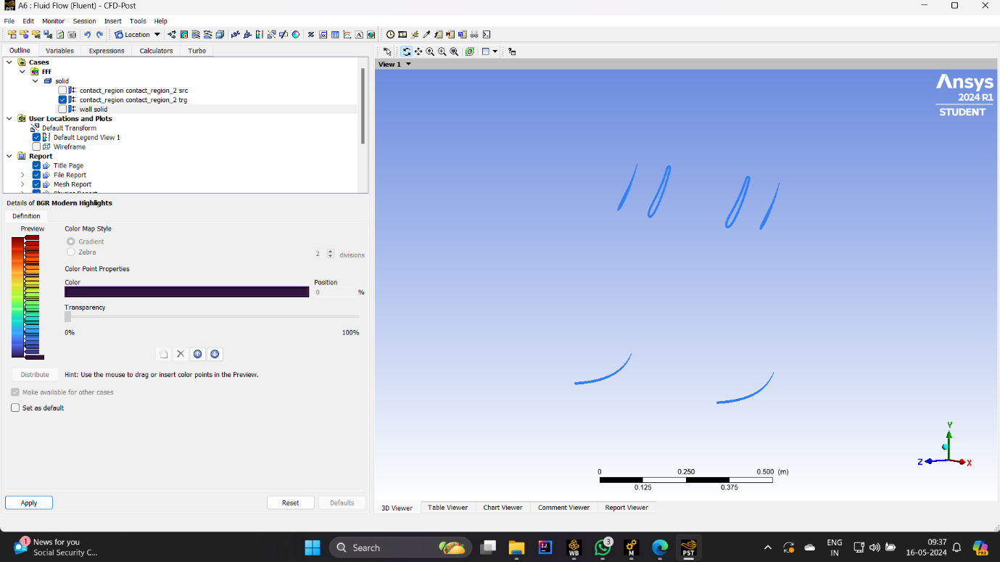 A6 : Fluid Flow (Fluent) - CFD-Post
File Edit Monitor Session Insert Tools Help
Location
Outline Variables Expressions Calculators Turbo
Cases
FFF
solid
contact_region contact_region_2 src
contact_region contact_region_2 trg
wall solid
User Locations and Plots
Default Transform
Default Legend View 1
Wireframe
Report
Title Page
File Report
Mesh Report
Details of BGR Modern Highlights
Definition
Preview
Color Map Style
Gradient
Zebra
2 divisions
Color Point Properties
Color Position
0 %
Transparency
0% 100%
Distribute Hint: Use the mouse to drag or insert color points in the Preview.
Make available for other cases
Set as default
Apply Reset Defaults
View 1
Ansys
2024 R1
STUDENT
Y
Z X
0 0.250 0.500 (m)
0.125 0.375
3D Viewer Table Viewer Chart Viewer Comment Viewer Report Viewer
1
News for you
Social Security C...
Search
IJ
WB
3
M
PST
ENG
IN
09:37
16-05-2024
PRE